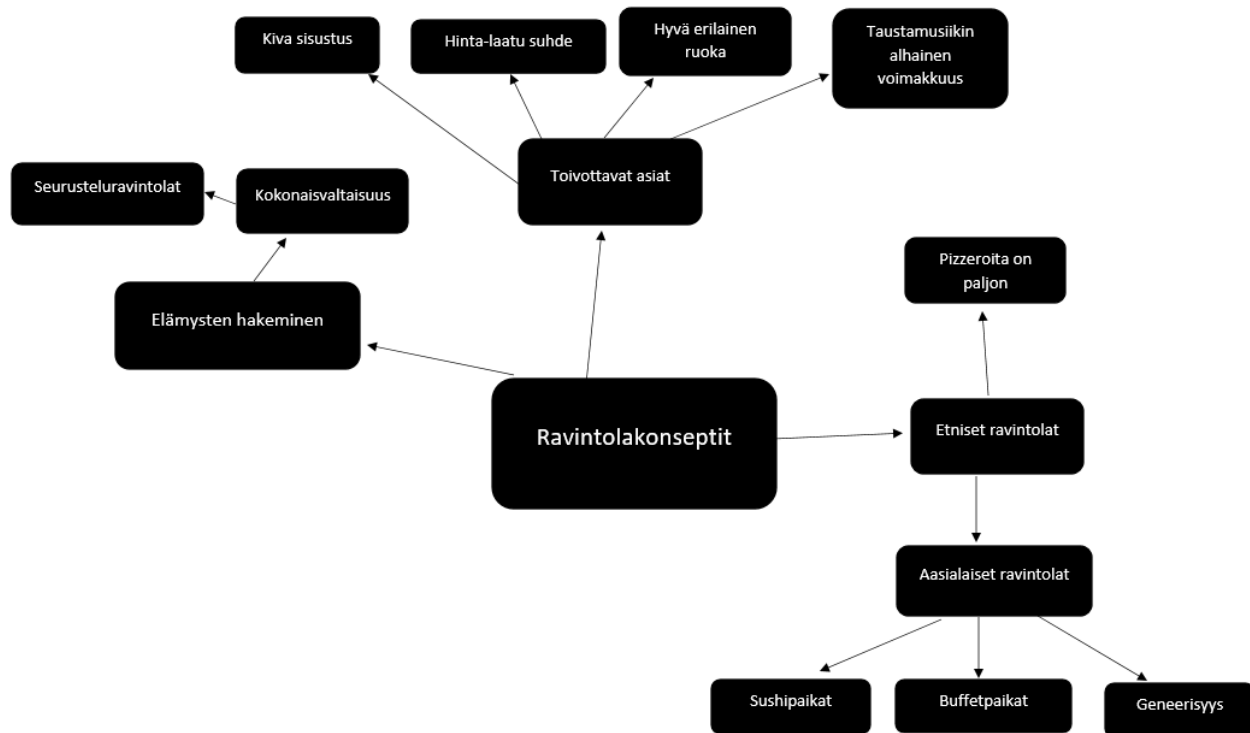 Kiva sisustus
Hinta-laatu suhde
Hyvä erilainen
ruoka
Taustamusiikin
alhainen
voimakkuus
Toivottavat asiat
Seurusteluravintolat
Kokonaisvaltaisuus
Elämysten hakeminen
Pizzeroita on
paljon
Ravintolakonseptit
Etniset ravintolat
Aasialaiset ravintolat
Sushipaikat
Buffetpaikat
Geneerisyys